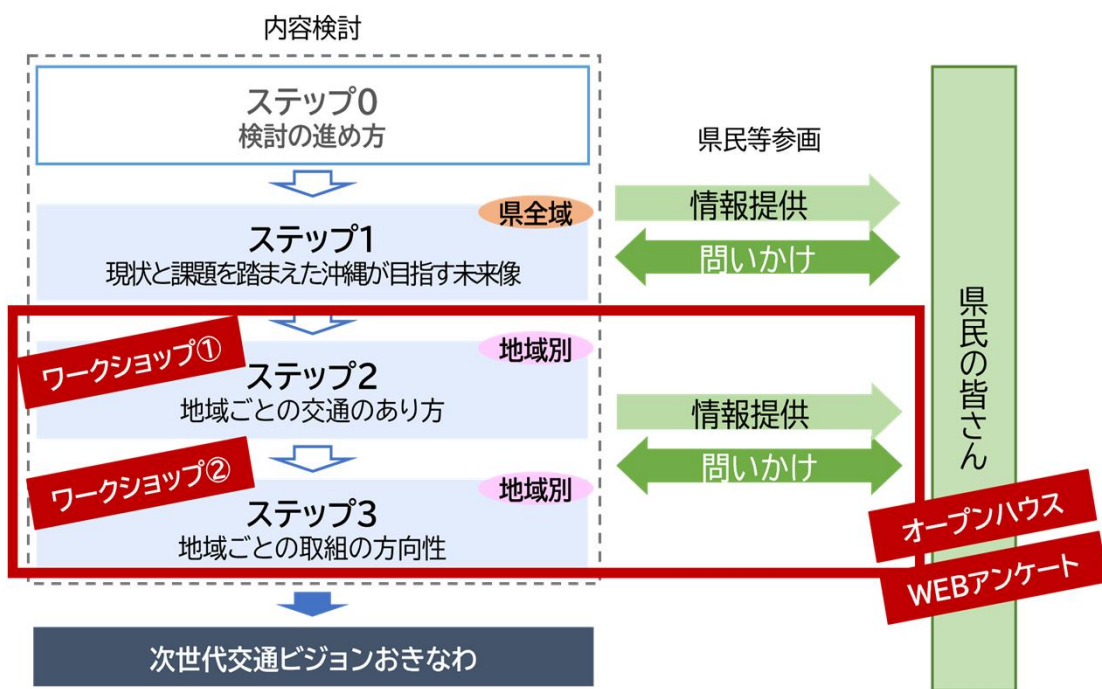 内容検討
ステップ0
検討の進め方
県民等参画
県全域
ステップ1
現状と課題を踏まえた沖縄が目指す未来像
情報提供
問いかけ
ワークショップ①
地域別
ステップ2
地域ごとの交通のあり方
情報提供
問いかけ
ワークショップ②
地域別
ステップ3
地域ごとの取組の方向性
県民の皆さん
オープンハウス
WEBアンケート
次世代交通ビジョンおきなわ